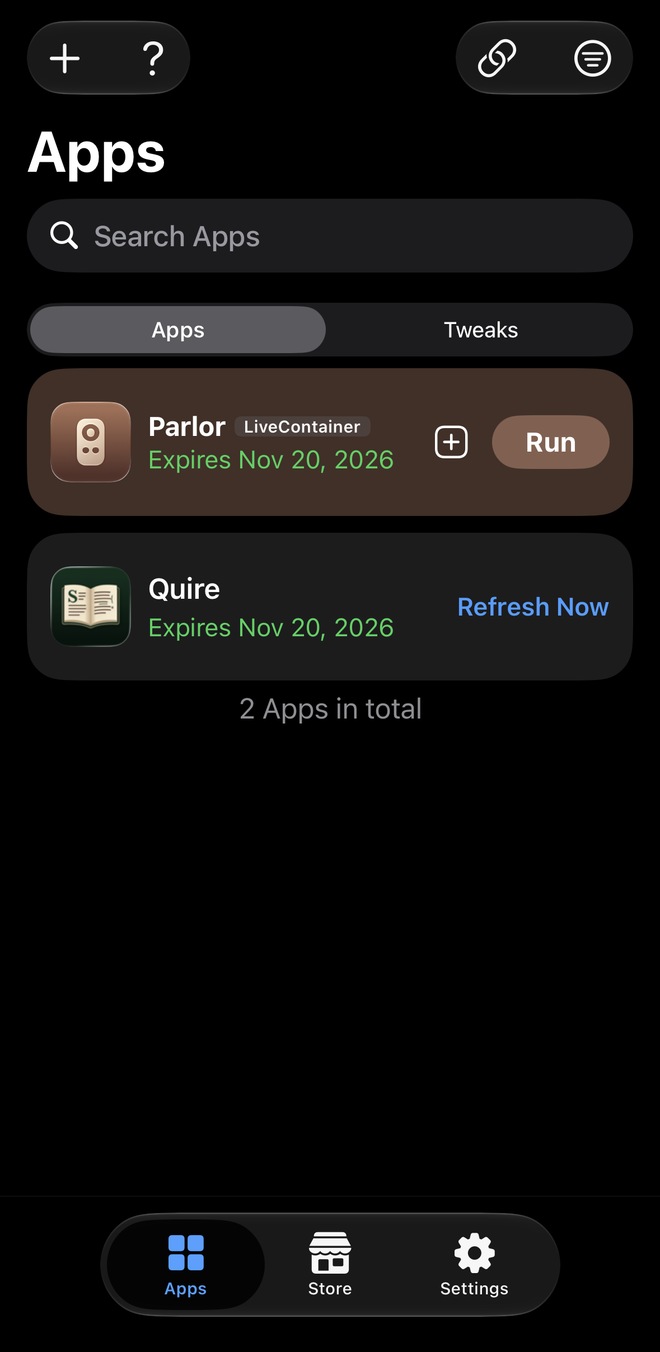 ?
Apps
Search Apps
Apps
Tweaks
Parlor
LiveContainer
Expires Nov 20, 2026
Run
Quire
Expires Nov 20, 2026
Refresh Now
2 Apps in total
Apps
Store
Settings